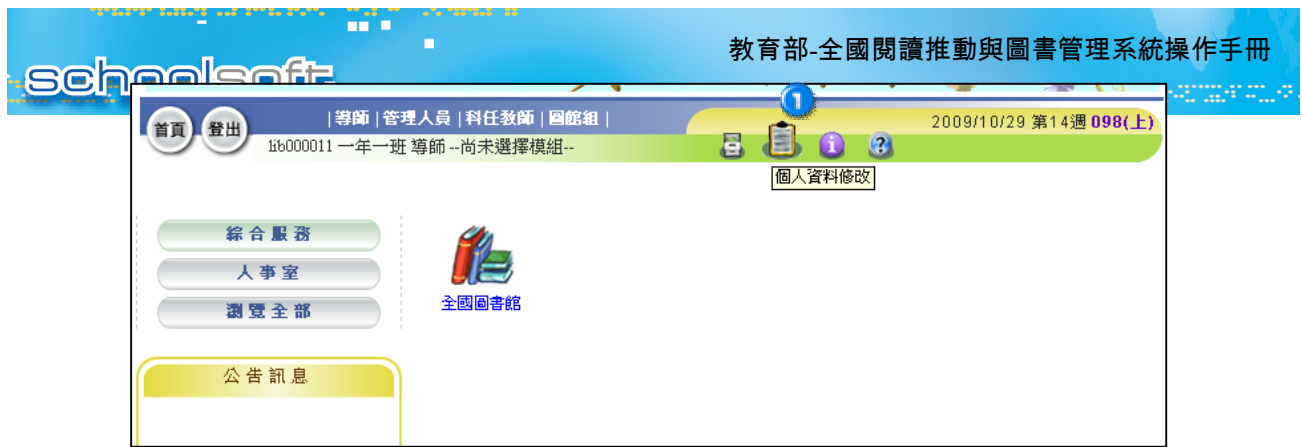 教育部-全國閱讀推動與圖書管理系統操作手冊
schoolsoft
1
首頁 登出 |導師|管理人員|科任教師|圖館組| 2009/10/29 第14週 098(上)
lib000011 一年一班 導師 --尚未選擇模組--
個人資料修改
綜合服務
人事室
瀏覽全部
全國圖書館
公告訊息